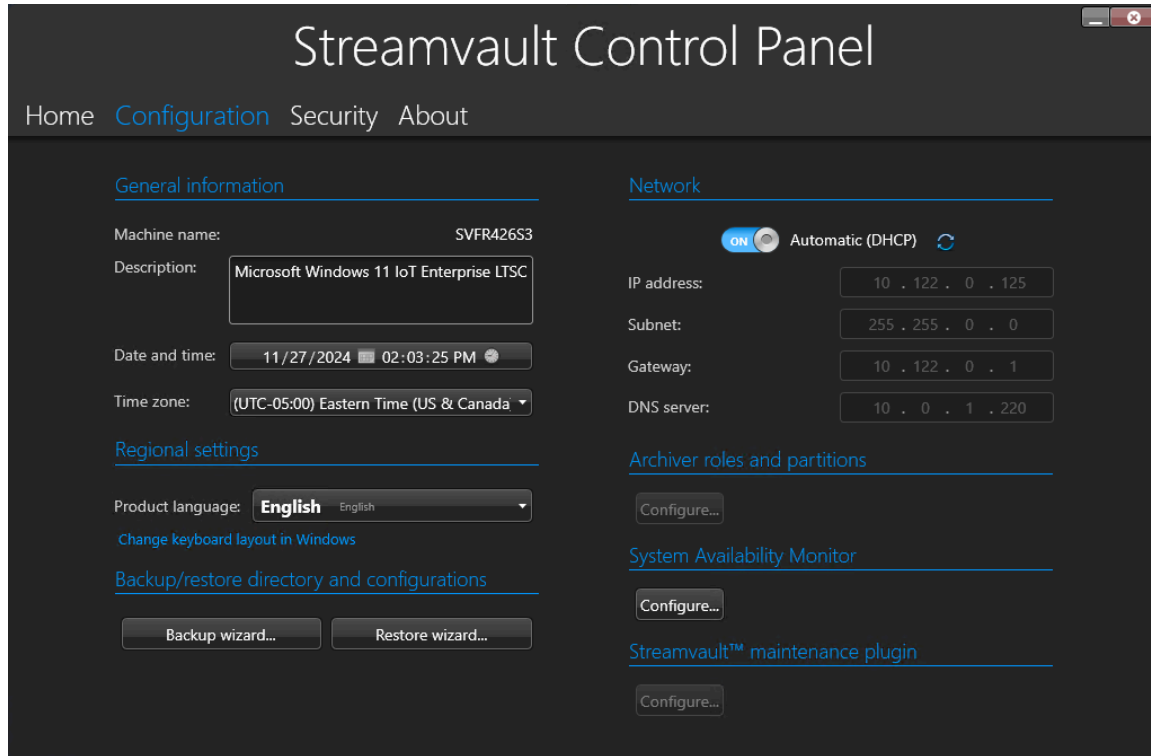 Streamvault Control Panel
Home Configuration Security About
General information
Machine name: SVFR426S3
Description: Microsoft Windows 11 IoT Enterprise LTSC
Date and time: 11/27/2024 02:03:25 PM
Time zone: (UTC-05:00) Eastern Time (US & Canada)
Regional settings
Product language: English English
Change keyboard layout in Windows
Backup/restore directory and configurations
Backup wizard... Restore wizard...
Network
ON Automatic (DHCP)
IP address: 10 . 122 . 0 . 125
Subnet: 255 . 255 . 0 . 0
Gateway: 10 . 122 . 0 . 1
DNS server: 10 . 0 . 1 . 220
Archiver roles and partitions
Configure...
System Availability Monitor
Configure...
Streamvault™ maintenance plugin
Configure...